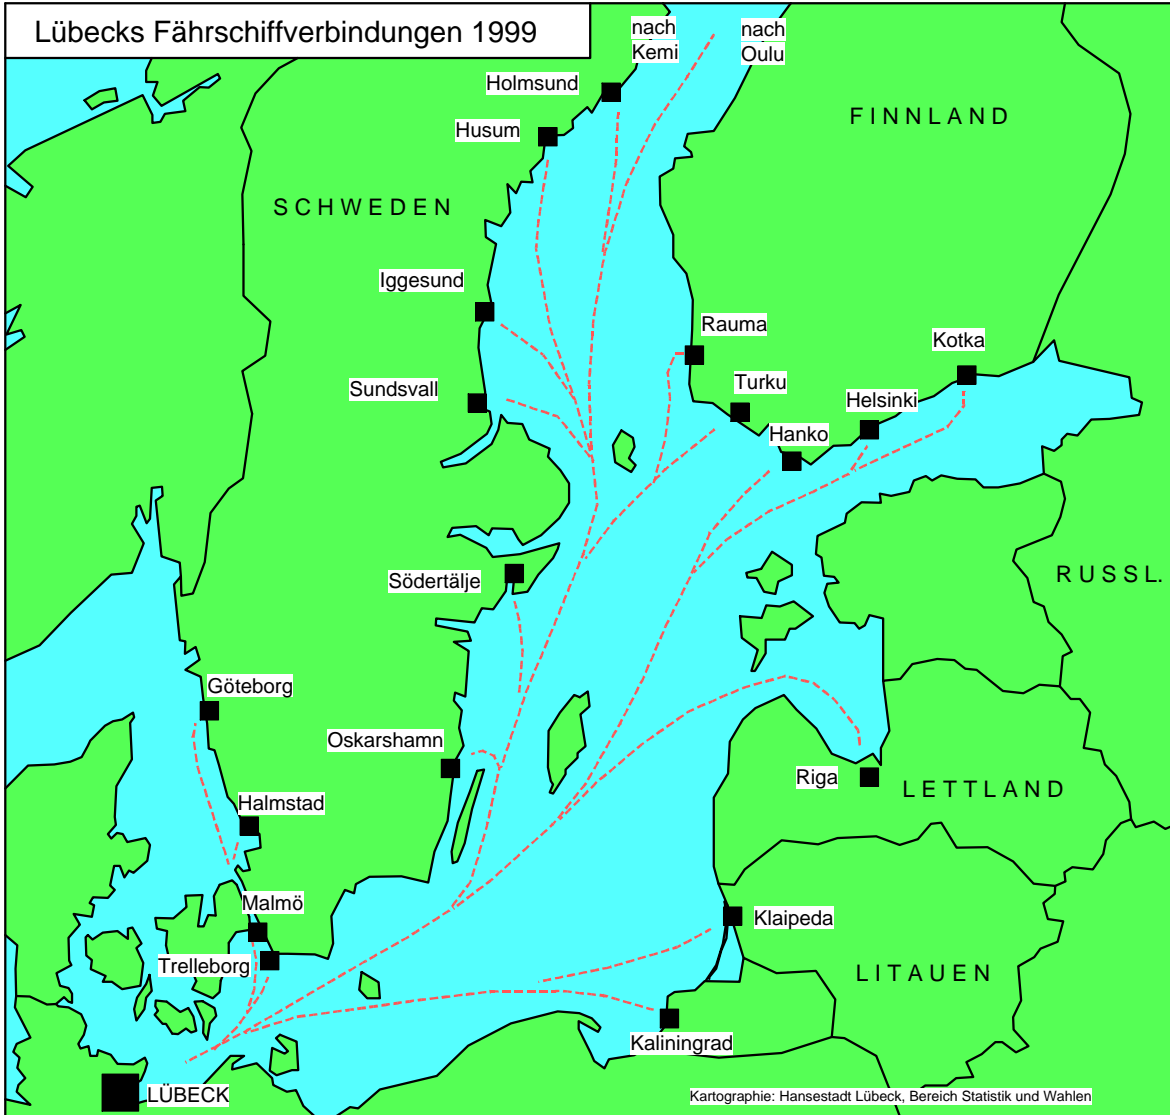 Lübecks Fährschiffverbindungen 1999
nach
Kemi
nach
Oulu
Holmsund
Husum
FINNLAND
SCHWEDEN
Iggesund
Rauma
Kotka
Sundsvall
Turku
Helsinki
Hanko
Södertälje
RUSSL.
Göteborg
Oskarshamn
Riga
LETTLAND
Halmstad
Malmö
Klaipeda
Trelleborg
LITAUEN
Kaliningrad
LÜBECK
Kartographie: Hansestadt Lübeck, Bereich Statistik und Wahlen